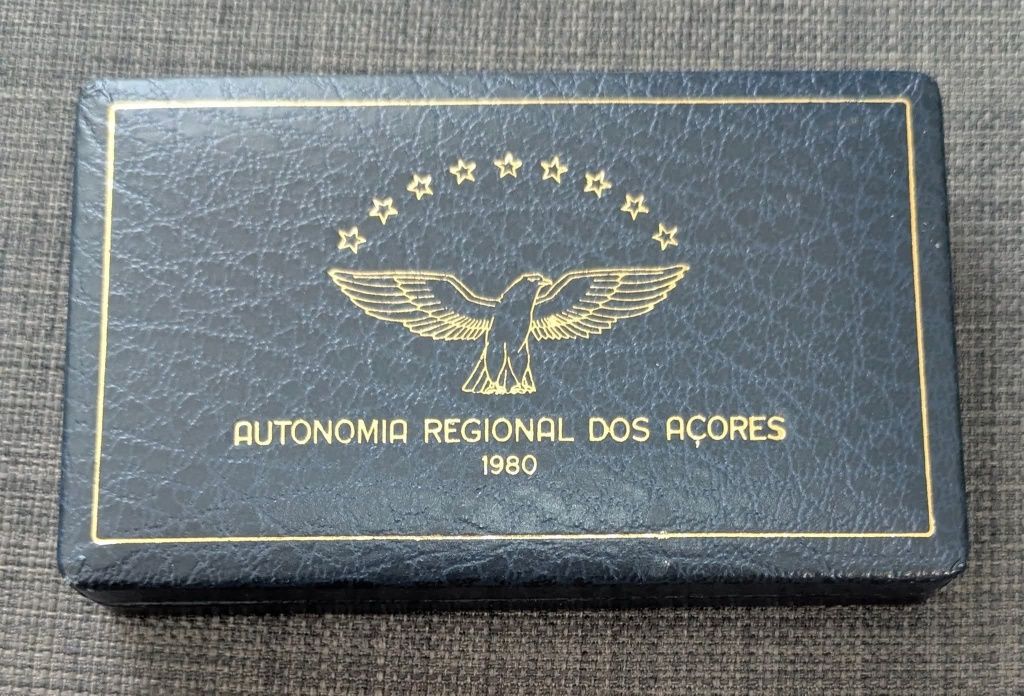 AUTONOMIA REGIONAL DOS AÇORES
1980